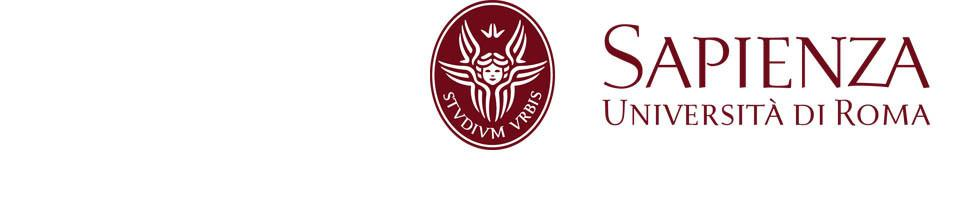 STVDIVM VRBIS
SAPIENZA
UNIVERSITÀ DI ROMA